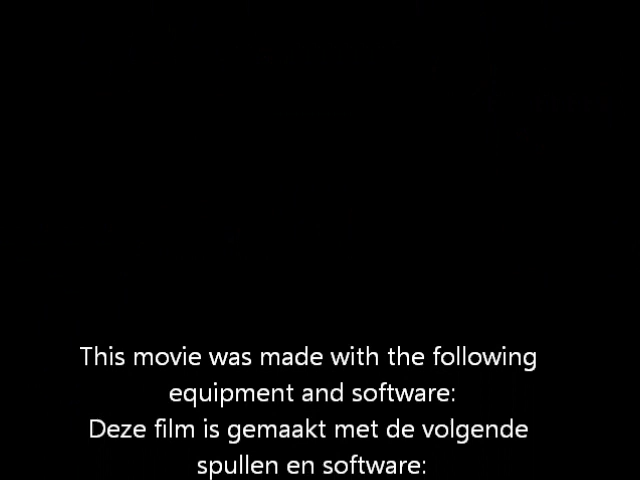 This movie was made with the following
equipment and software:
Deze film is gemaakt met de volgende
spullen en software: